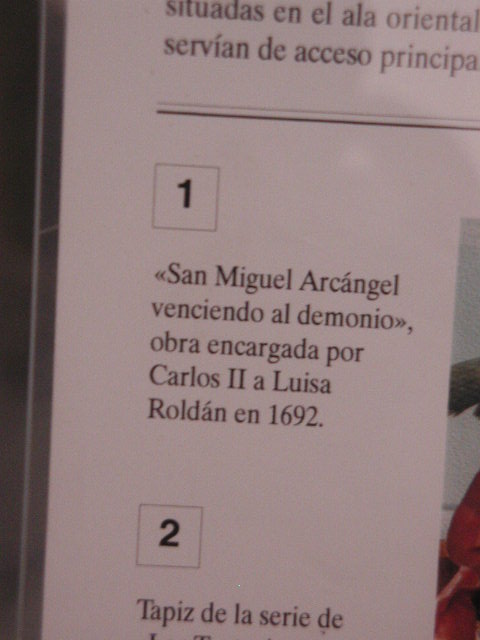 situadas en el ala oriental
servían de acceso principa
1
«San Miguel Arcángel
venciendo al demonio»,
obra encargada por
Carlos II a Luisa
Roldán en 1692.
2
Tapiz de la serie de